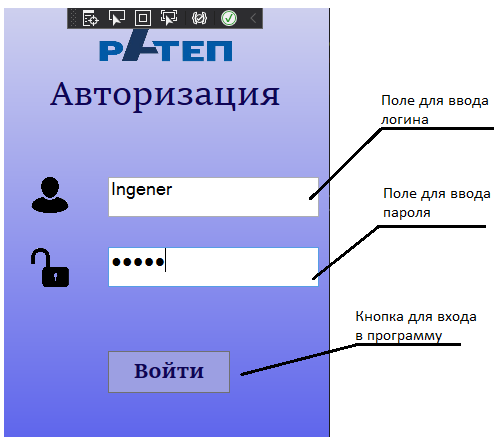 РАТЕП
Авторизация
Поле для ввода
логина
Ingener
Поле для ввода
пароля
•••••
Кнопка для входа
в программу
Войти